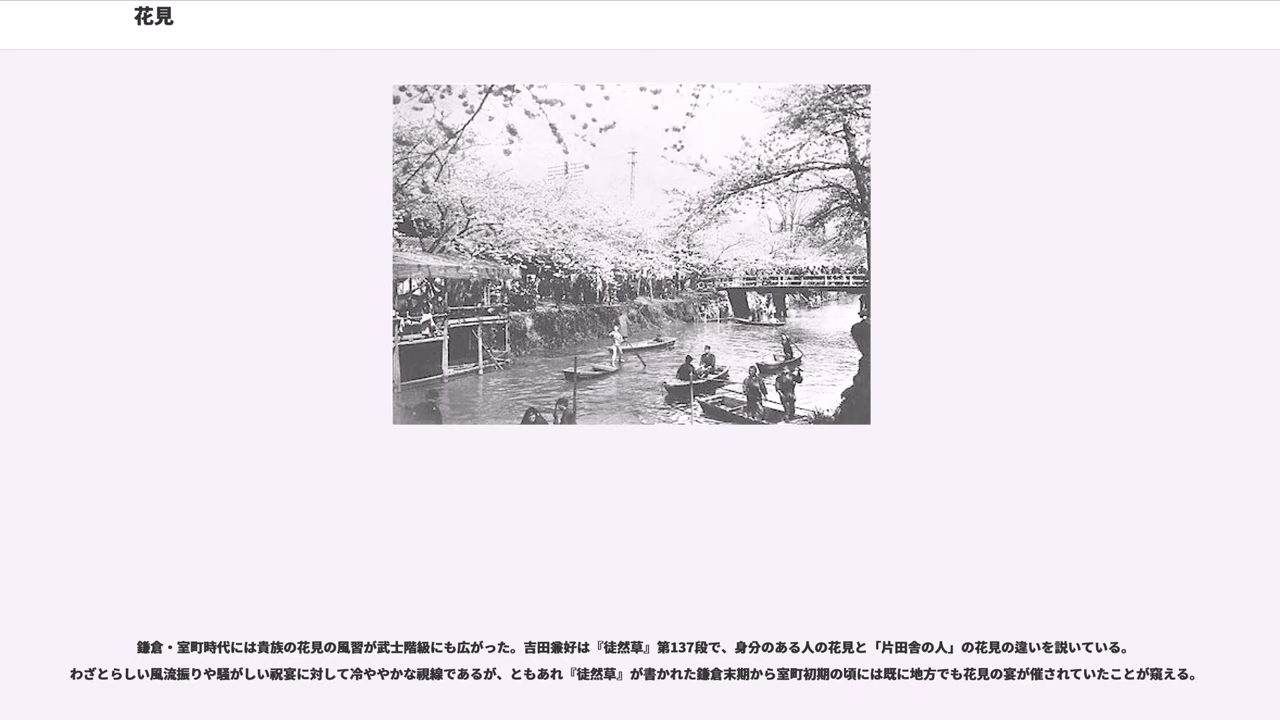 花見
鎌倉・室町時代には貴族の花見の風習が武士階級にも広がった。吉田兼好は『徒然草』第137段で、身分のある人の花見と「片田舎の人」の花見の違いを説いている。
わざとらしい風流振りや騒がしい祝宴に対して冷ややかな視線であるが、ともあれ『徒然草』が書かれた鎌倉末期から室町初期の頃には既に地方でも花見の宴が催されていたことが窺える。